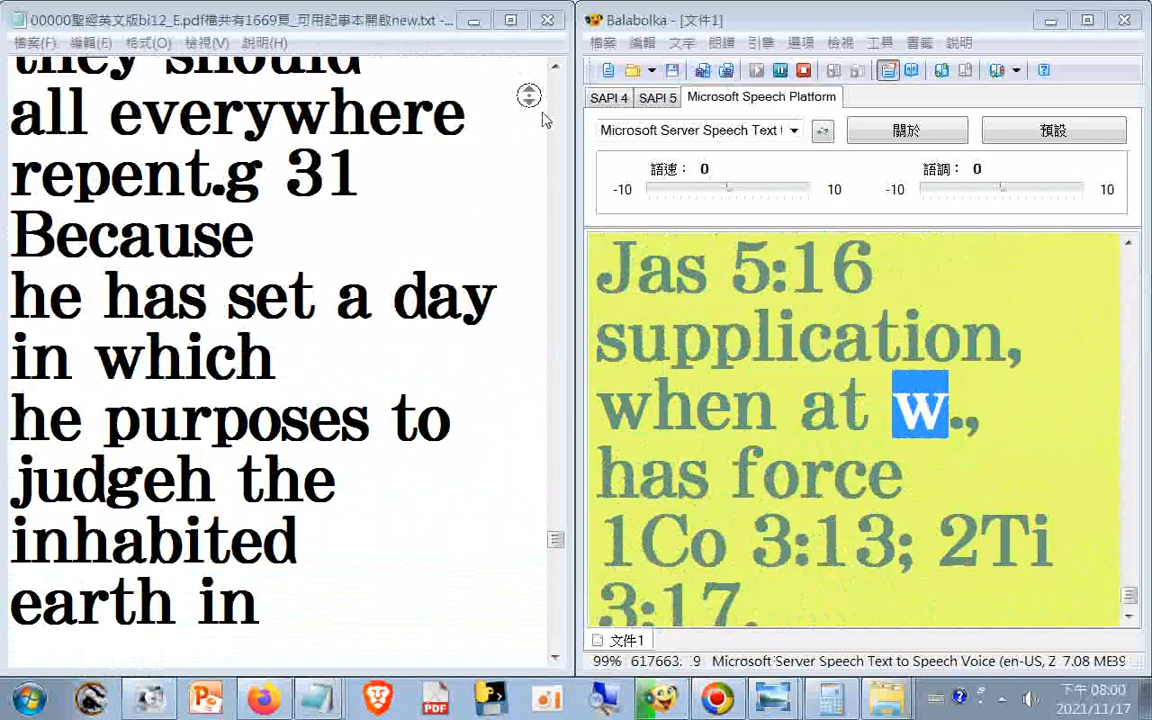 00000聖經英文版bi12_E.pdf檔共有1669頁_可用記事本開啟new.txt -...
檔案(F) 編輯(E) 格式(O) 檢視(V) 說明(H)
they should
all everywhere
repent.g 31
Because
he has set a day
in which
he purposes to
judgeh the
inhabited
earth in
Balabolka - [文件1]
檔案 編輯 文字 朗讀 引擎 選項 檢視 工具 書籤 說明
SAPI 4 SAPI 5 Microsoft Speech Platform
Microsoft Server Speech Text 關於 預設
語速： 0 語調： 0
-10 10 -10 10
Jas 5:16
supplication,
when at w.,
has force
1Co 3:13; 2Ti
3:17.
文件1
99% 617663: .9 Microsoft Server Speech Text to Speech Voice (en-US, Z 7.08 ME39
PDF
下午 08:00
2021/11/17